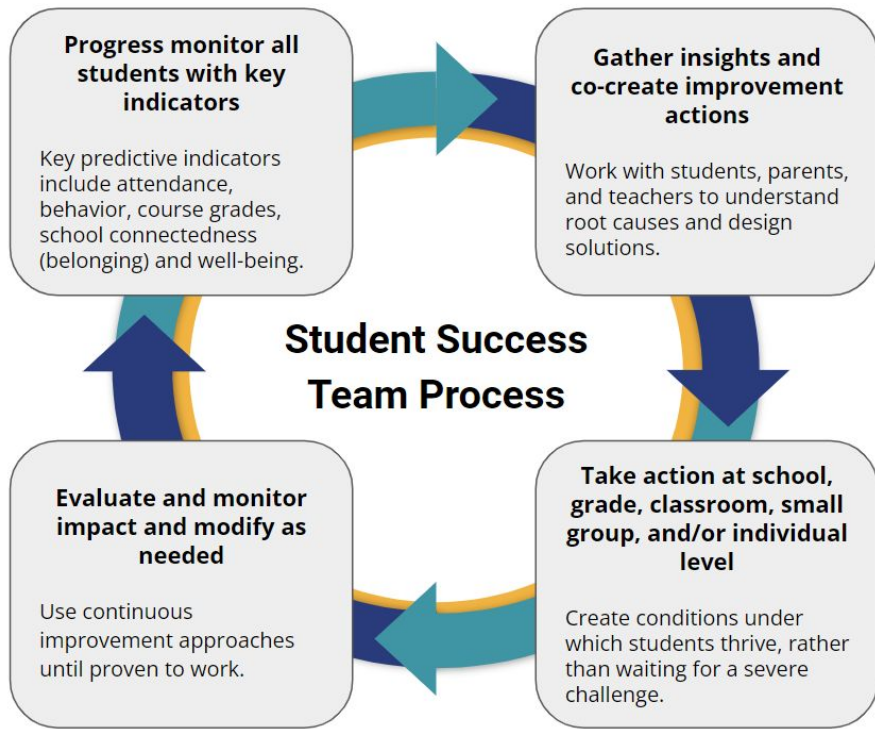 Progress monitor all
students with key
indicators
Key predictive indicators
include attendance,
behavior, course grades,
school connectedness
(belonging) and well-being.
Gather insights and
co-create improvement
actions
Work with students, parents,
and teachers to understand
root causes and design
solutions.
Student Success
Team Process
Evaluate and monitor
impact and modify as
needed
Use continuous
improvement approaches
until proven to work.
Take action at school,
grade, classroom, small
group, and/or individual
level
Create conditions under
which students thrive, rather
than waiting for a severe
challenge.